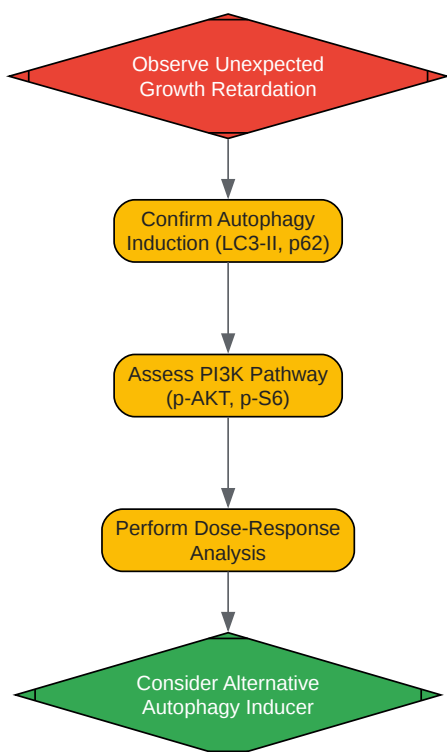 Observe Unexpected
Growth Retardation
Confirm Autophagy
Induction (LC3-II, p62)
Assess PI3K Pathway
(p-AKT, p-S6)
Perform Dose-Response
Analysis
Consider Alternative
Autophagy Inducer